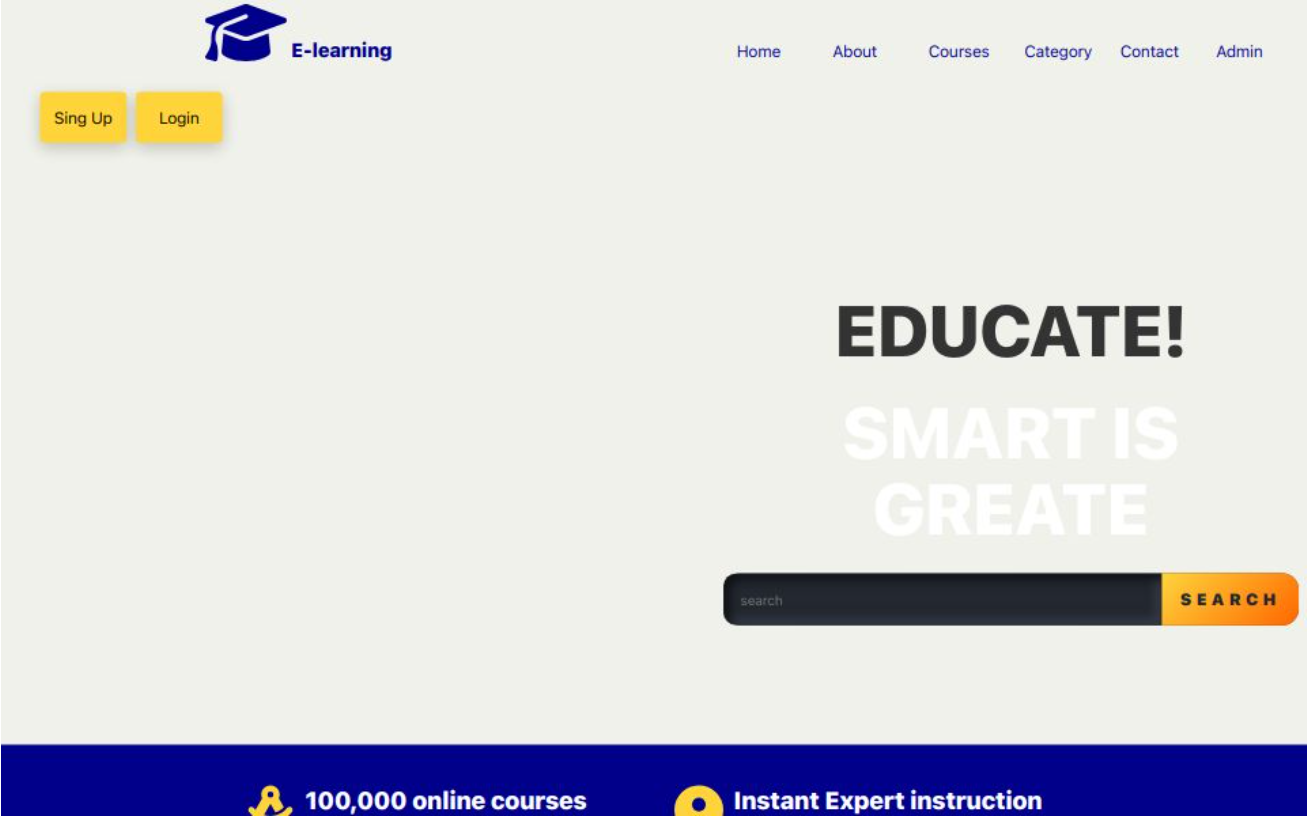 E-learning
Home About Courses Category Contact Admin
Sing Up Login
EDUCATE!
SMART IS
GREATE
search SEARCH
100,000 online courses Instant Expert instruction